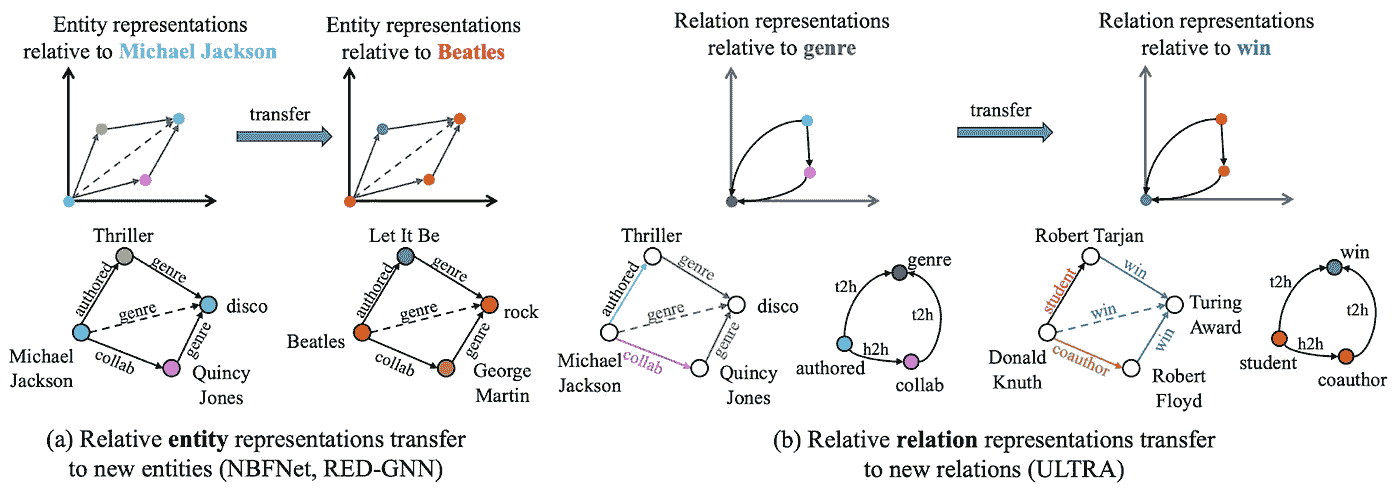 Entity representations
relative to Michael Jackson
transfer
Entity representations
relative to Beatles
Thriller
authored
genre
genre
disco
genre
collab
Michael
Jackson
Quincy
Jones
Let It Be
authored
genre
genre
rock
genre
collab
Beatles
George
Martin
(a) Relative entity representations transfer
to new entities (NBFNet, RED-GNN)
Relation representations
relative to genre
transfer
Relation representations
relative to win
Thriller
authored
genre
genre
disco
genre
collab
Michael
Jackson
Quincy
Jones
genre
t2h
t2h
h2h
authored
collab
Robert Tarjan
student
win
win
Turing
Award
win
coauthor
Donald
Knuth
Robert
Floyd
win
t2h
t2h
h2h
student
coauthor
(b) Relative relation representations transfer
to new relations (ULTRA)